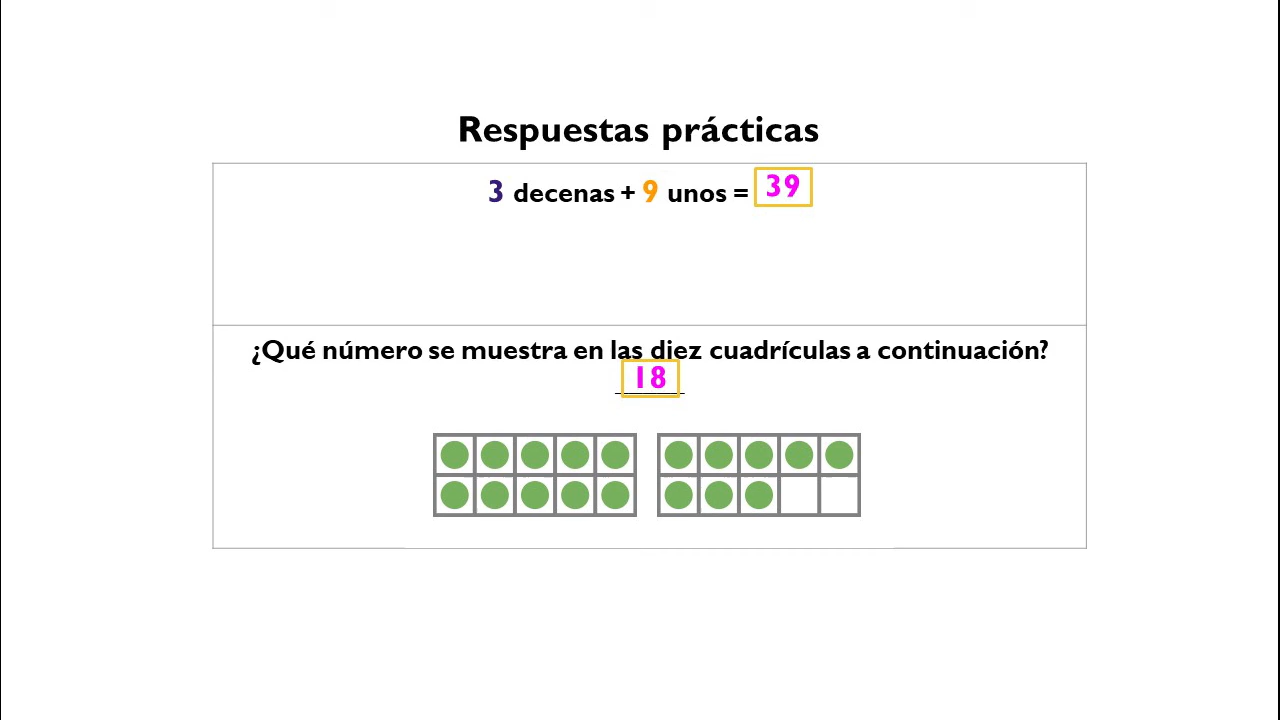 Respuestas prácticas
3 decenas + 9 unos = 39
¿Qué número se muestra en las diez cuadrículas a continuación?
18